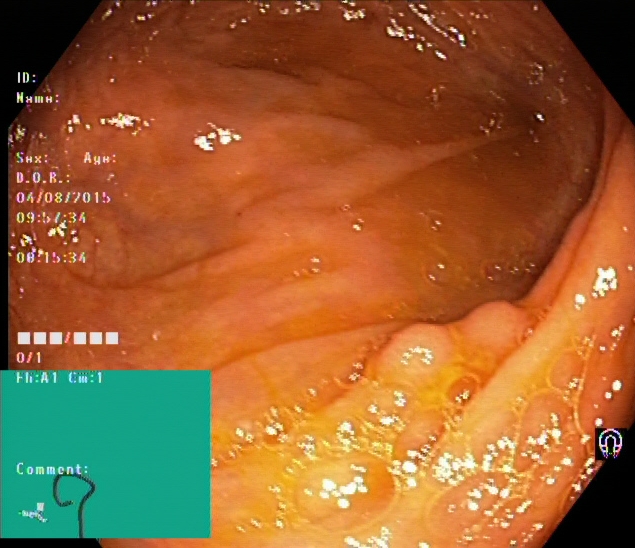 ID:
Name:
Sex: Age:
D.O.B.:
04/08/2015
09:57:34
00:15:34
0/1
Eh:A1 Cm:1
Comment: